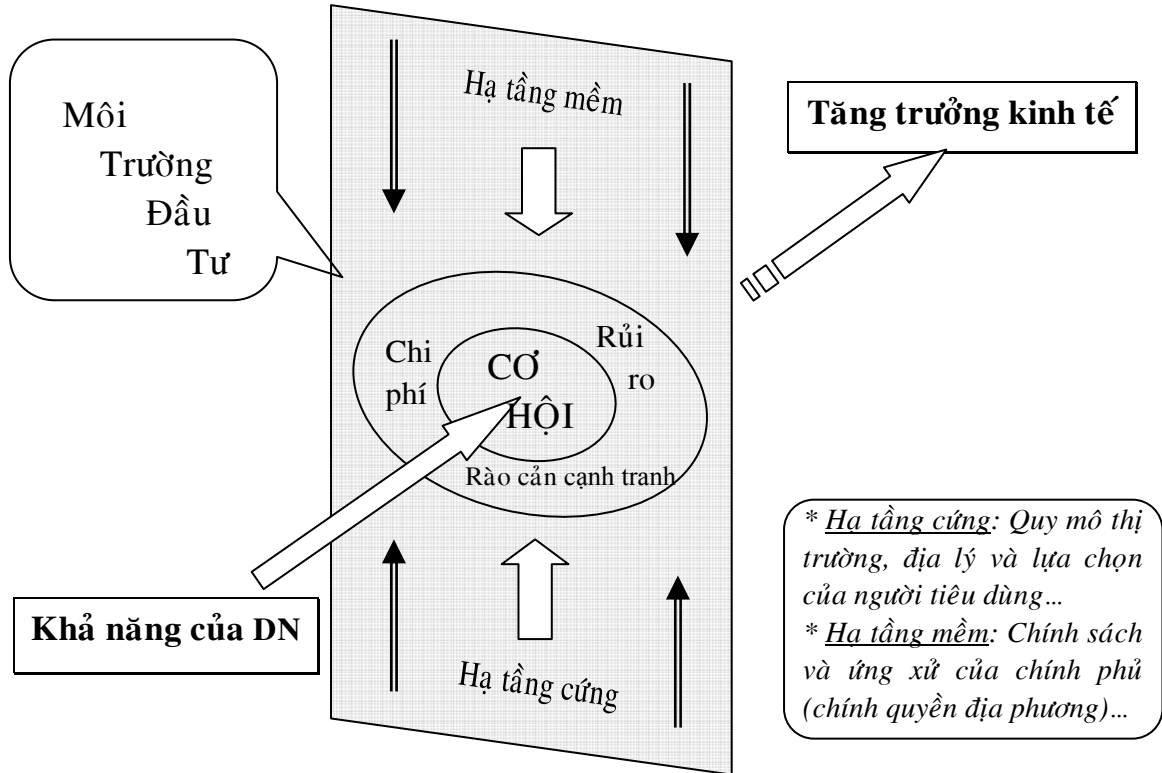 Môi
Trường
Đầu
Tư
Hạ tầng mềm
Tăng trưởng kinh tế
Chi
phí
CƠ
HỘI
Rủi
ro
Rào cản cạnh tranh
Khả năng của DN
Hạ tầng cứng
* Hạ tầng cứng: Quy mô thị
trường, địa lý và lựa chọn
của người tiêu dùng...
* Hạ tầng mềm: Chính sách
và ứng xử của chính phủ
(chính quyền địa phương)...